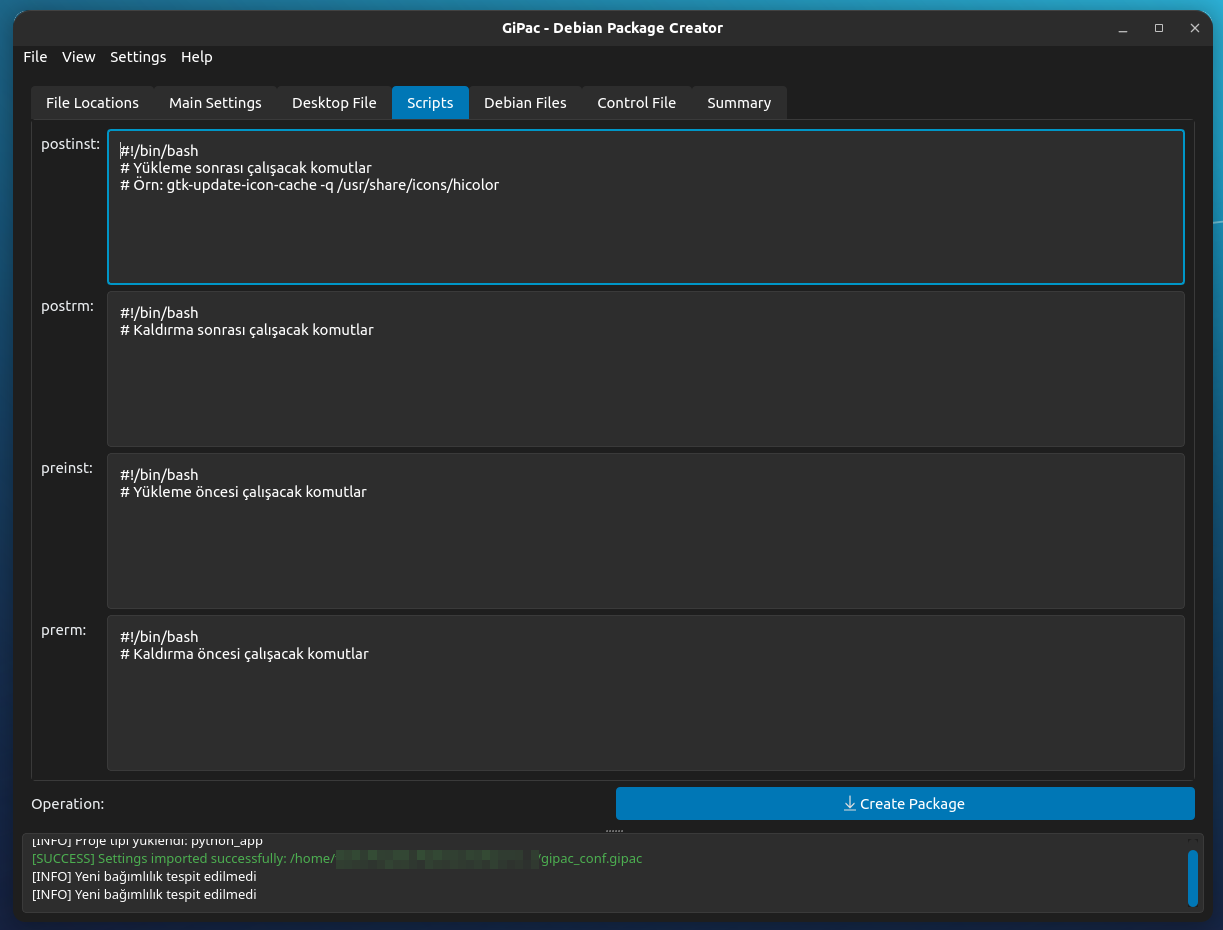 GiPac - Debian Package Creator
File View Settings Help
File Locations Main Settings Desktop File Scripts Debian Files Control File Summary
postinst:
#!/bin/bash
# Yükleme sonrası çalışacak komutlar
# Örn: gtk-update-icon-cache -q /usr/share/icons/hicolor
postrm:
#!/bin/bash
# Kaldırma sonrası çalışacak komutlar
preinst:
#!/bin/bash
# Yükleme öncesi çalışacak komutlar
prerm:
#!/bin/bash
# Kaldırma öncesi çalışacak komutlar
Operation:
Create Package
[INFO] Proje tipi yüklendi: python_app
[SUCCESS] Settings imported successfully: /home/ /gipac_conf.gipac
[INFO] Yeni bağımlılık tespit edilmedi
[INFO] Yeni bağımlılık tespit edilmedi